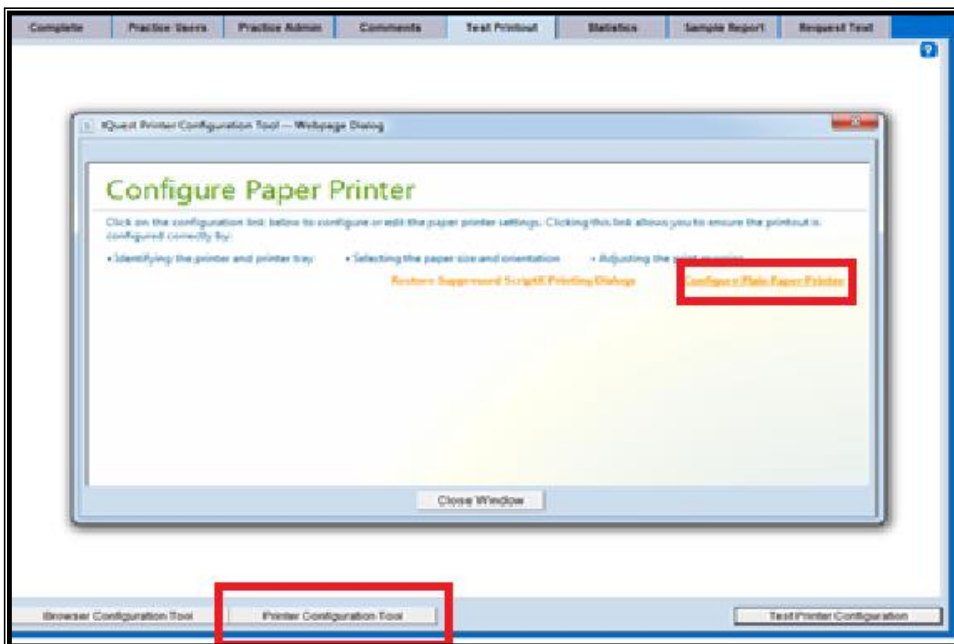 Complete
Practice Users
Practice Admin
Comments
Test Printout
Statistics
Sample Report
Request Test
?
tQuest Printer Configuration Tool -- Webpage Dialog
Configure Paper Printer
Click on the configuration link below to configure or edit the paper printer settings. Clicking this link allows you to ensure the printout is
configured correctly by:
• Identifying the printer and printer tray
• Selecting the paper size and orientation
• Adjusting the print margins
Restore Suppressed ScriptX Printing Dialogs
Configure Plain Paper Printer
Close Window
Browser Configuration Tool
Printer Configuration Tool
Test Printer Configuration